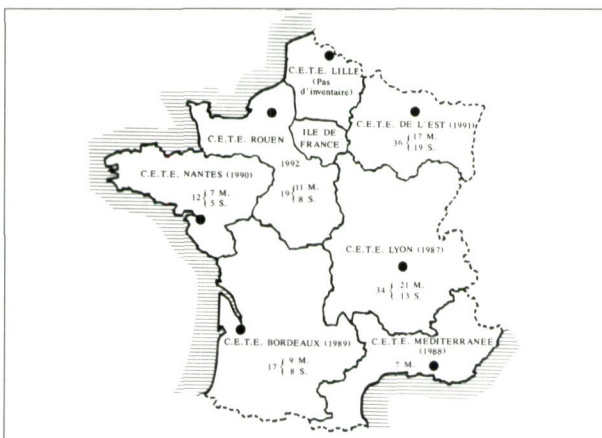 C.E.T.E. LILLE
(Pas
d'inventaire)
C.E.T.E. ROUEN
ILE DE
FRANCE
C.E.T.E. DE L'EST (1991)
36 { 17 M.
19 S.
1992
19 { 11 M.
8 S.
C.E.T.E. NANTES (1990)
12 { 7 M.
5 S.
C.E.T.E. LYON (1987)
34 { 21 M.
13 S.
C.E.T.E. BORDEAUX (1989)
17 { 9 M.
8 S.
C.E.T.E. MEDITERRANEE
(1988)
7 M.